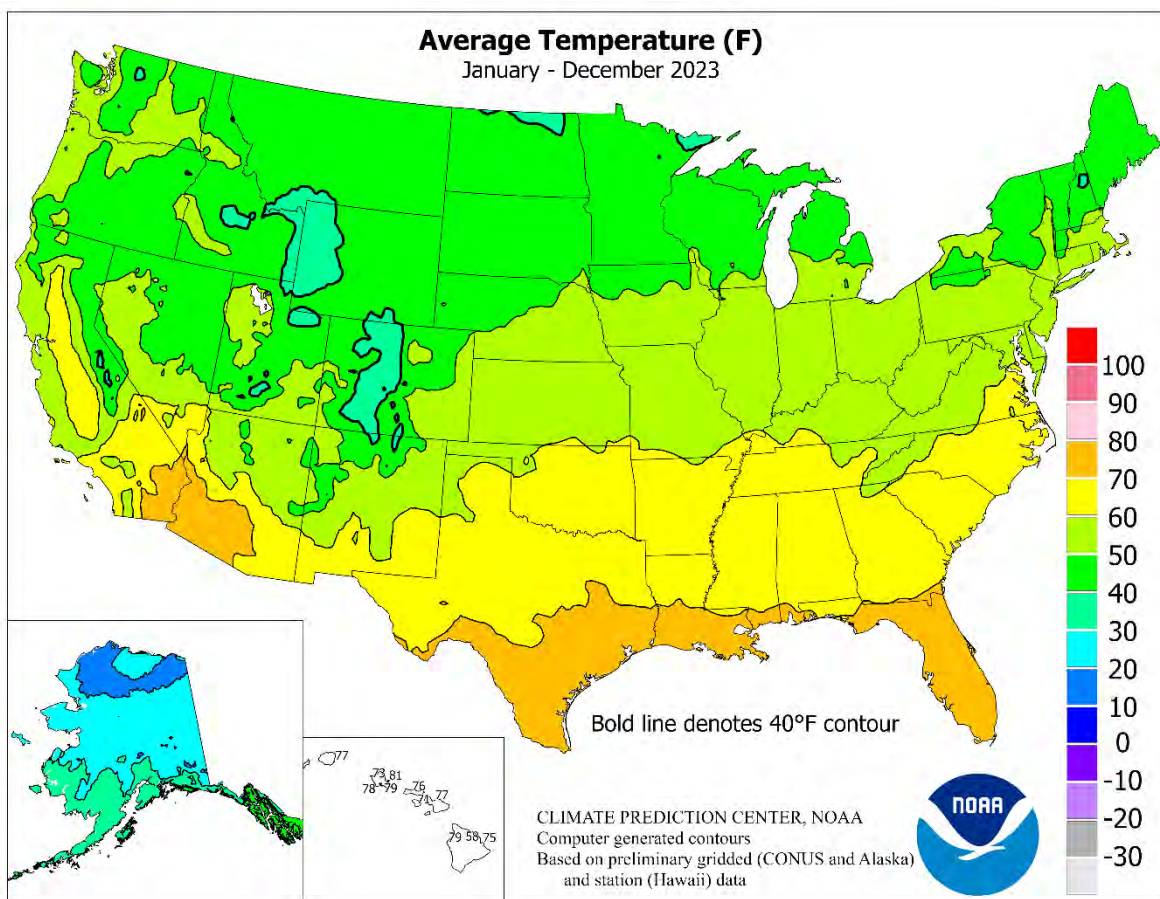 Average Temperature (F)
January - December 2023
100
90
80
70
60
50
40
30
20
10
0
-10
-20
-30
Bold line denotes 40°F contour
77
73 81
78 79
76
71 77
79 58 75
CLIMATE PREDICTION CENTER, NOAA
Computer generated contours
Based on preliminary gridded (CONUS and Alaska)
and station (Hawaii) data
NOAA